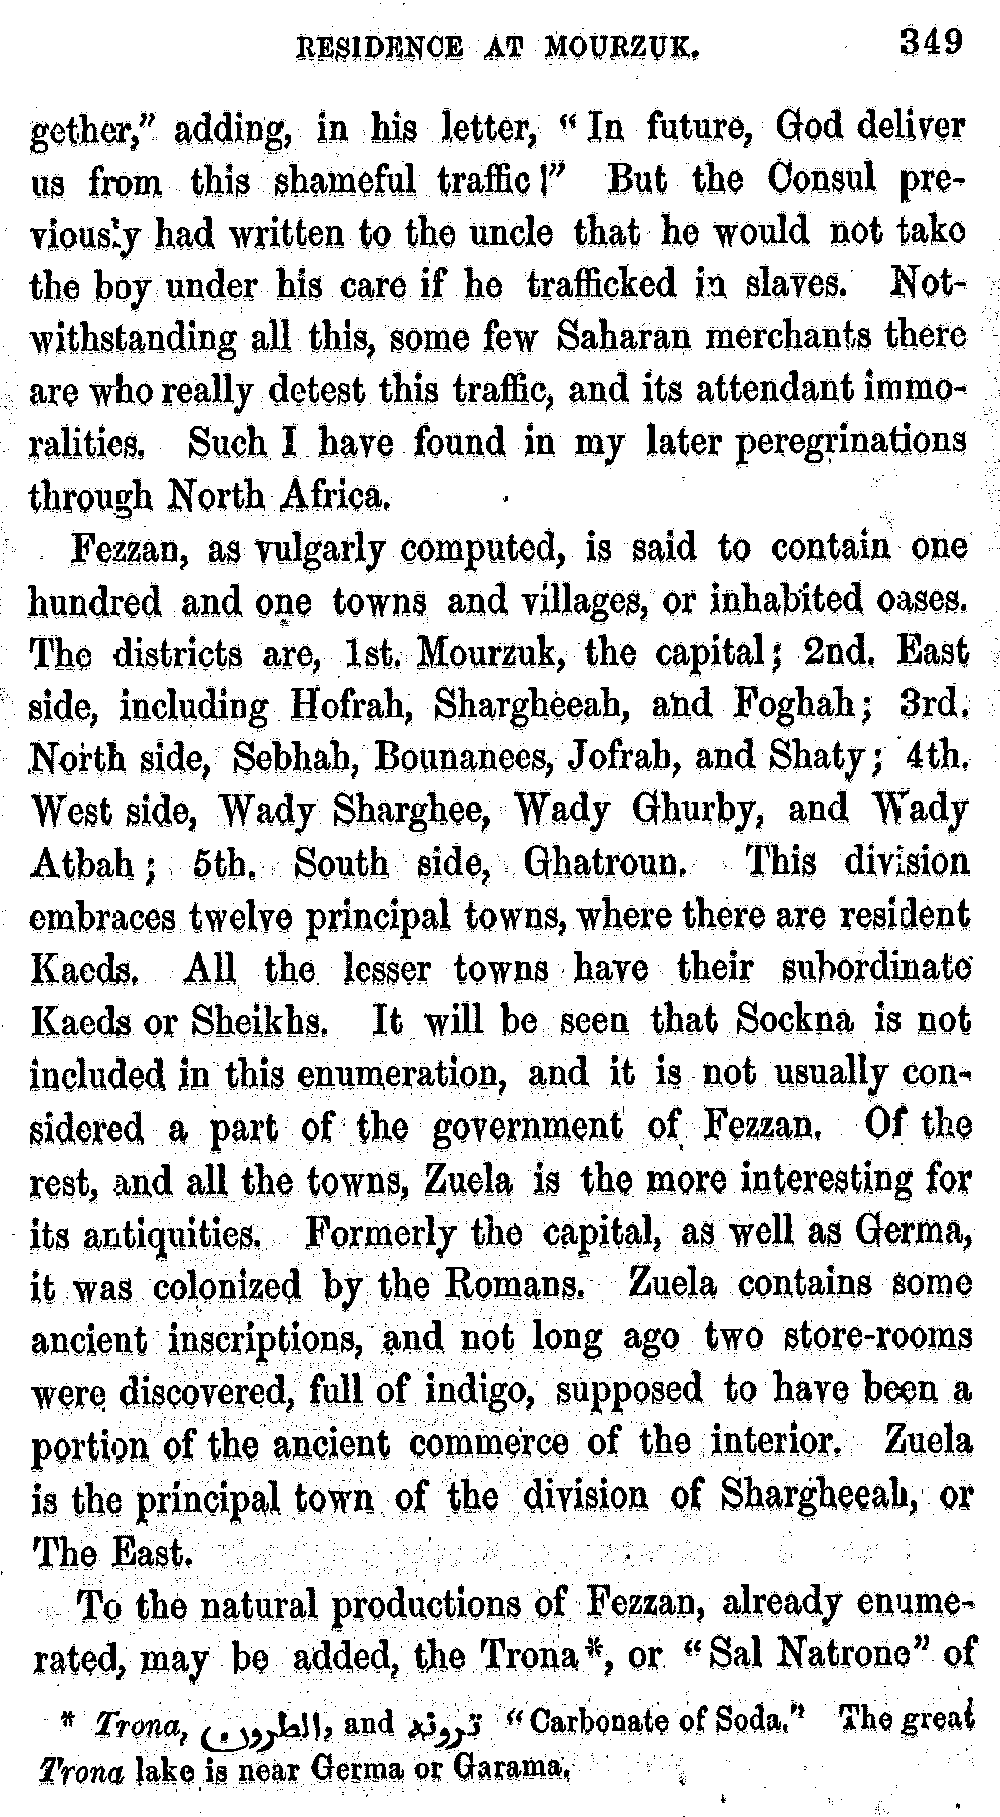 RESIDENCE AT MOURZUK. 349
gether,” adding, in his letter, “In future, God deliver
us from this shameful traffic!” But the Consul pre-
viously had written to the uncle that he would not take
the boy under his care if he trafficked in slaves. Not-
withstanding all this, some few Saharan merchants there
are who really detest this traffic, and its attendant immo-
ralities. Such I have found in my later peregrinations
through North Africa.
Fezzan, as vulgarly computed, is said to contain one
hundred and one towns and villages, or inhabited oases.
The districts are, 1st. Mourzuk, the capital; 2nd. East
side, including Hofrah, Shargheeah, and Foghah; 3rd.
North side, Sebhah, Bounanees, Jofrah, and Shaty; 4th.
West side, Wady Sharghee, Wady Ghurby, and Wady
Atbah; 5th. South side, Ghatroun. This division
embraces twelve principal towns, where there are resident
Kaeds. All the lesser towns have their subordinate
Kaeds or Sheikhs. It will be seen that Sockna is not
included in this enumeration, and it is not usually con-
sidered a part of the government of Fezzan. Of the
rest, and all the towns, Zuela is the more interesting for
its antiquities. Formerly the capital, as well as Germa,
it was colonized by the Romans. Zuela contains some
ancient inscriptions, and not long ago two store-rooms
were discovered, full of indigo, supposed to have been a
portion of the ancient commerce of the interior. Zuela
is the principal town of the division of Shargheeah, or
The East.
To the natural productions of Fezzan, already enume-
rated, may be added, the Trona*, or “Sal Natrone” of
* Trona, الطرون, and ترونة “Carbonate of Soda.” The great
Trona lake is near Germa or Garama.